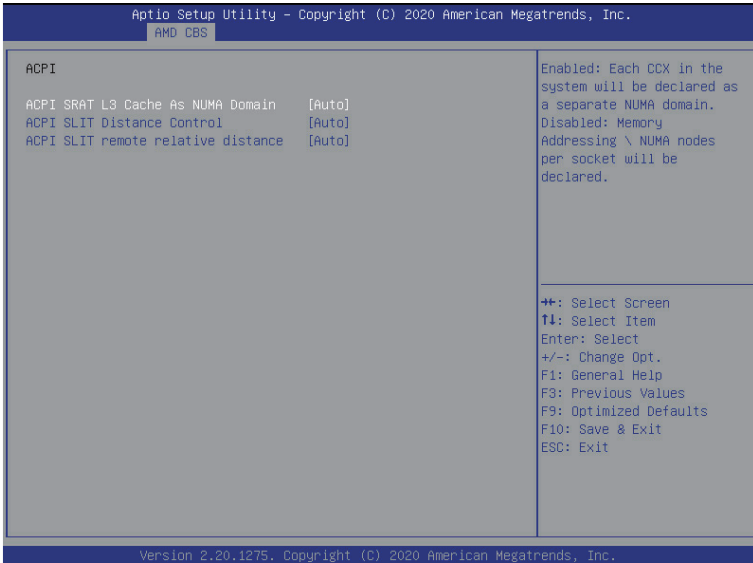 Aptio Setup Utility – Copyright (C) 2020 American Megatrends, Inc.
AMD CBS
ACPI
ACPI SRAT L3 Cache As NUMA Domain [Auto]
ACPI SLIT Distance Control [Auto]
ACPI SLIT remote relative distance [Auto]
Enabled: Each CCX in the
system will be declared as
a separate NUMA domain.
Disabled: Memory
Addressing \ NUMA nodes
per socket will be
declared.
→←: Select Screen
↑↓: Select Item
Enter: Select
+/-: Change Opt.
F1: General Help
F3: Previous Values
F9: Optimized Defaults
F10: Save & Exit
ESC: Exit
Version 2.20.1275. Copyright (C) 2020 American Megatrends, Inc.